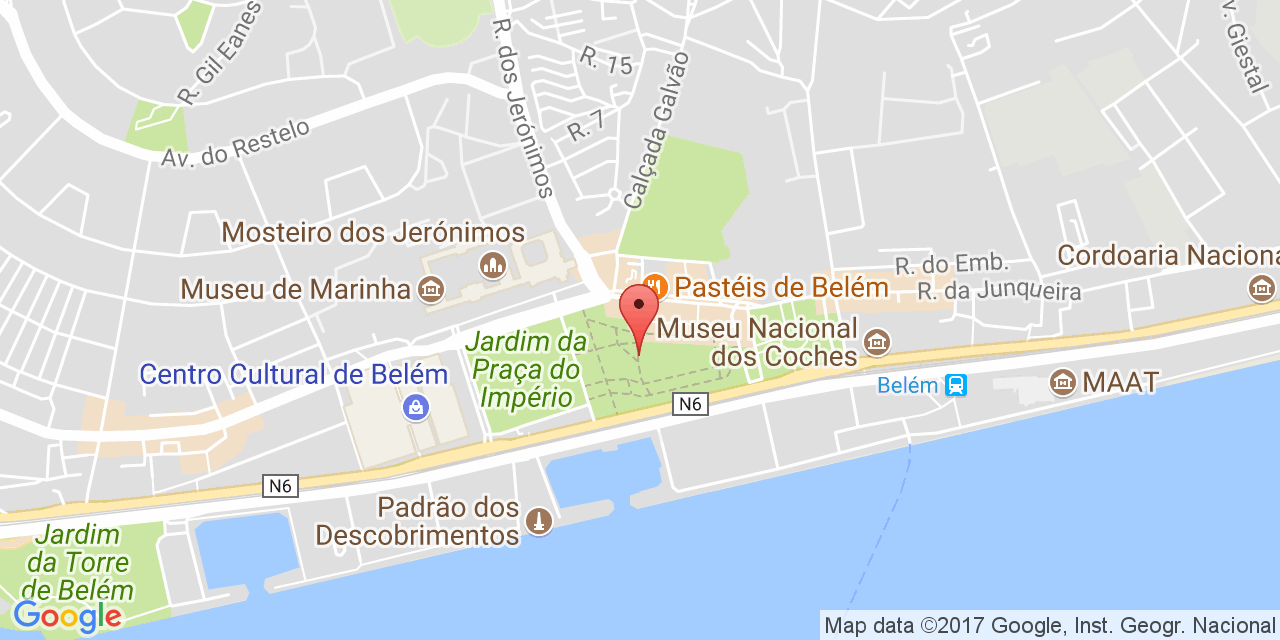 R. Gil Eanes
R. dos Jerónimos
R. 15
Calçada Galvão
Av. Giestal
R. 7
Av. do Restelo
Mosteiro dos Jerónimos
Museu de Marinha
R. do Emb.
R. da Junqueira
Cordoaria Naciona
Pastéis de Belém
Museu Nacional
dos Coches
Jardim da
Praça do
Império
Centro Cultural de Belém
Belém
MAAT
N6
N6
Padrão dos
Descobrimentos
Jardim
da Torre
de Belém
Google
Map data ©2017 Google, Inst. Geogr. Nacional